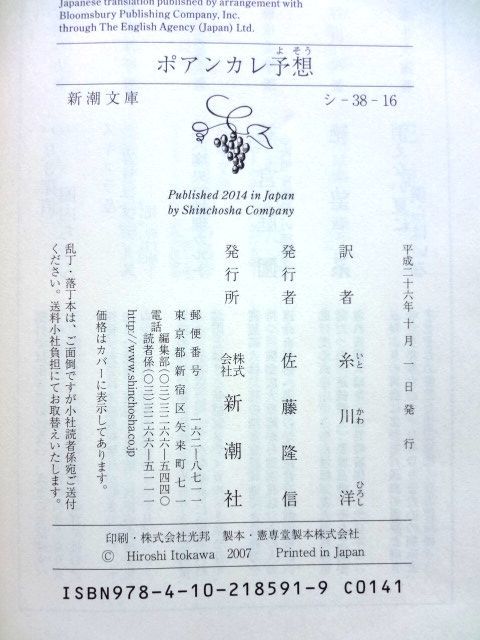 Japanese translation published by arrangement with
Bloomsbury Publishing Company, Inc.
through The English Agency (Japan) Ltd.
ポアンカレ予想
よそう
新潮文庫
シ-38-16
Published 2014 in Japan
by Shinchosha Company
平成二十六年十月一日発行
訳者 糸川洋
いとかわ ひろし
発行者 佐藤隆信
発行所 株式会社 新潮社
郵便番号 一六二―八七一一
東京都新宿区矢来町七一
電話 編集部(〇三)三二六六―五四四〇
読者係(〇三)三二六六―五一一一
http://www.shinchosha.co.jp
価格はカバーに表示してあります。
乱丁・落丁本は、ご面倒ですが小社読者係宛ご送付
ください。送料小社負担にてお取替えいたします。
印刷・株式会社光邦 製本・憲専堂製本株式会社
© Hiroshi Itokawa 2007 Printed in Japan
ISBN978-4-10-218591-9 C0141